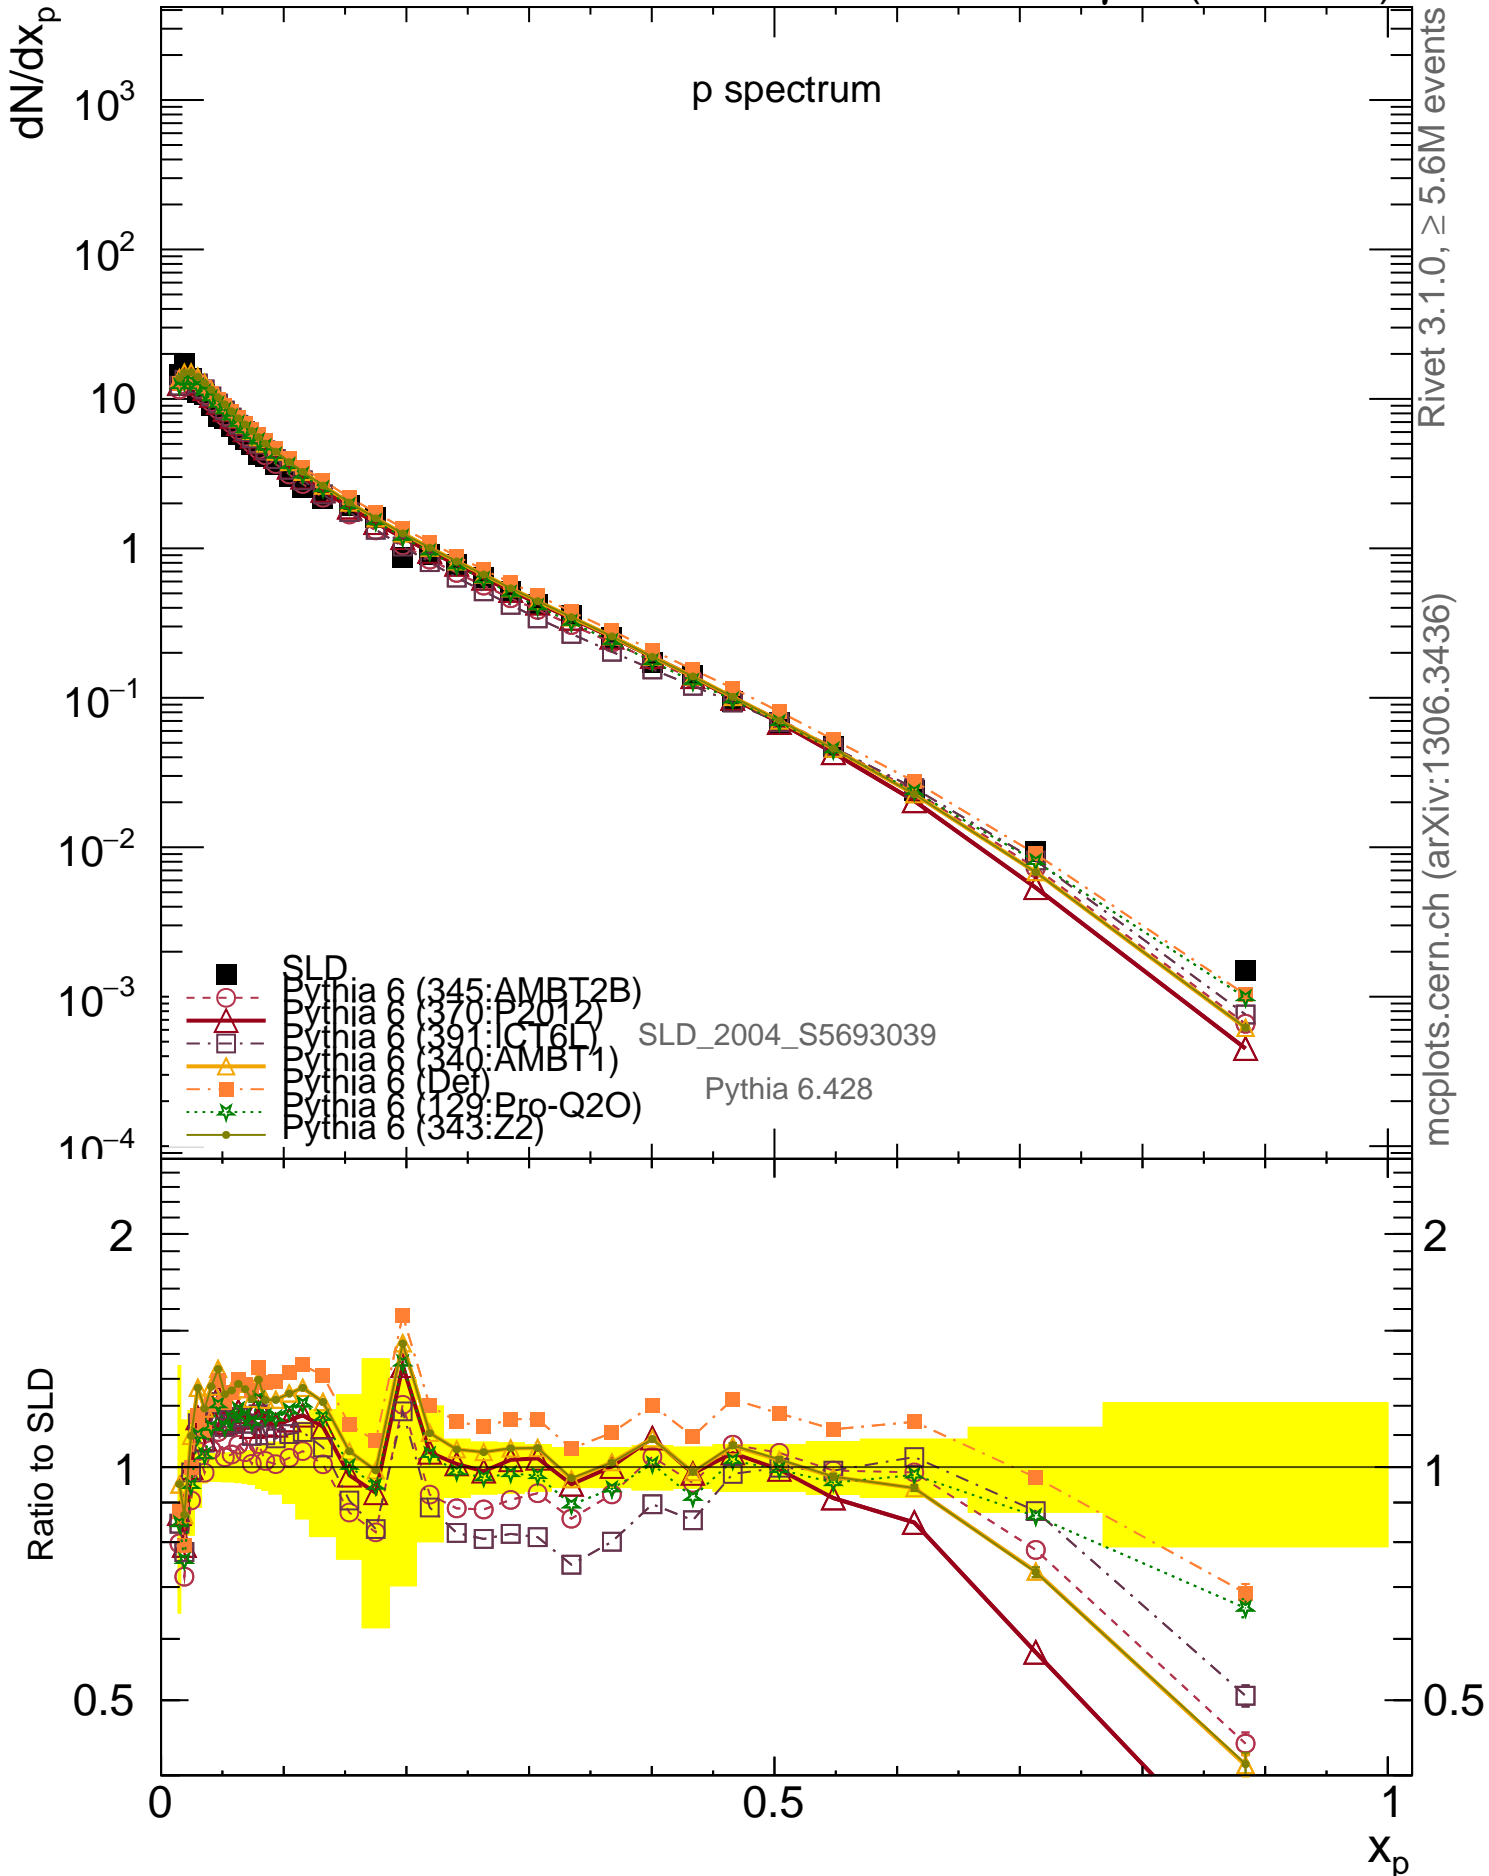 dN/dx_p
p spectrum
10^3
10^2
10
1
10^−1
10^−2
10^−3
10^−4
SLD
Pythia 6 (345:AMBT2B)
Pythia 6 (370:P2012)
Pythia 6 (391:ICT6L)
Pythia 6 (340:AMBT1)
Pythia 6 (Def)
Pythia 6 (129:Pro-Q2O)
Pythia 6 (343:Z2)
SLD_2004_S5693039
Pythia 6.428
Rivet 3.1.0, ≥ 5.6M events
mcplots.cern.ch (arXiv:1306.3436)
Ratio to SLD
2
1
0.5
2
1
0.5
0
0.5
1
x_p